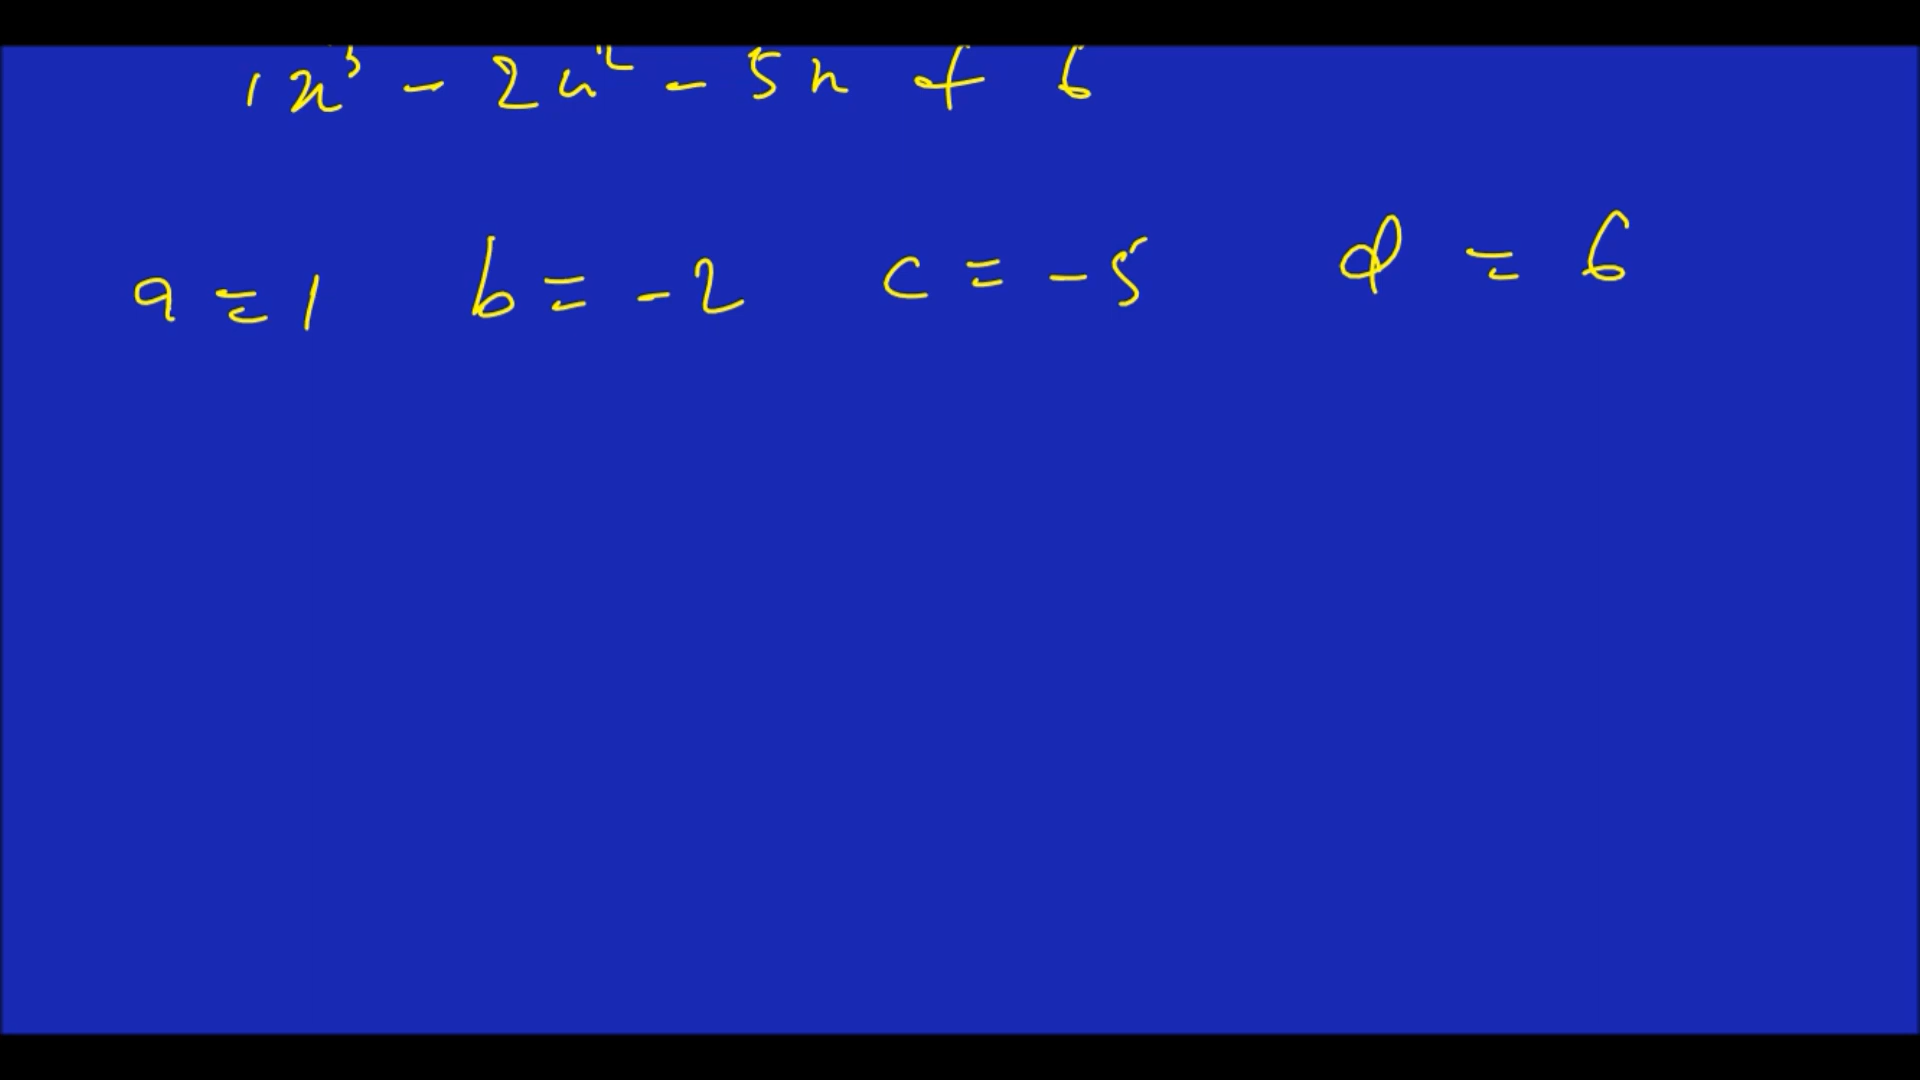 1x³ - 2x² - 5x + 6
a = 1 b = -2 c = -5 d = 6